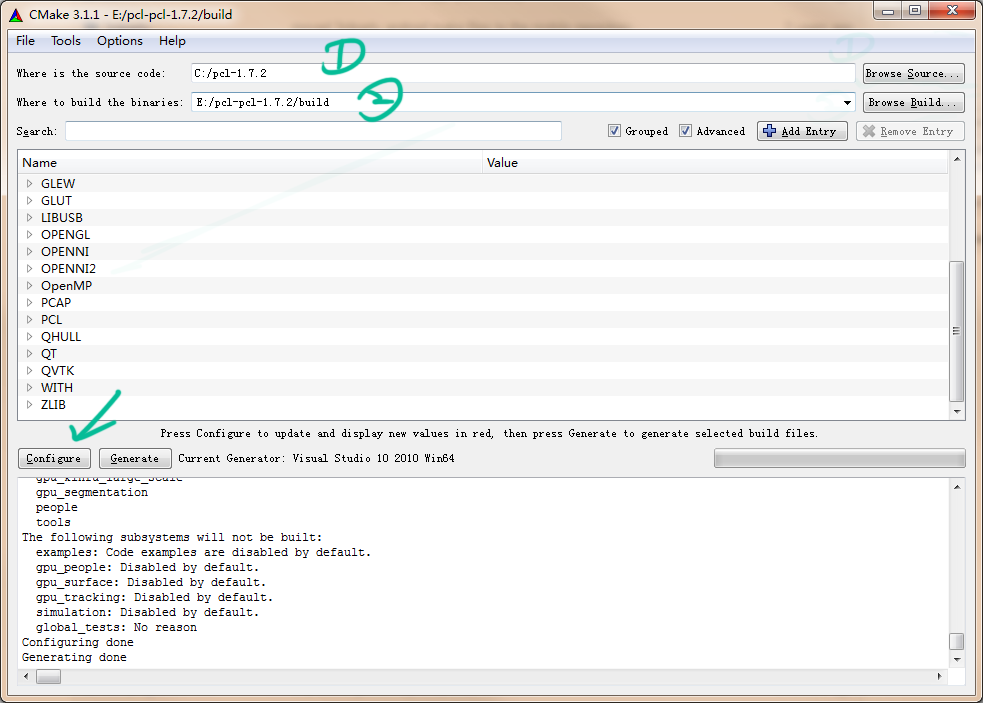 CMake 3.1.1 - E:/pcl-pcl-1.7.2/build
File Tools Options Help
Where is the source code: C:/pcl-1.7.2 Browse Source...
Where to build the binaries: E:/pcl-pcl-1.7.2/build Browse Build...
Search: Grouped Advanced Add Entry Remove Entry
Name Value
GLEW
GLUT
LIBUSB
OPENGL
OPENNI
OPENNI2
OpenMP
PCAP
PCL
QHULL
QT
QVTK
WITH
ZLIB
Press Configure to update and display new values in red, then press Generate to generate selected build files.
Configure Generate Current Generator: Visual Studio 10 2010 Win64
gpu_kinfu_large_scale
gpu_segmentation
people
tools
The following subsystems will not be built:
examples: Code examples are disabled by default.
gpu_people: Disabled by default.
gpu_surface: Disabled by default.
gpu_tracking: Disabled by default.
simulation: Disabled by default.
global_tests: No reason
Configuring done
Generating done